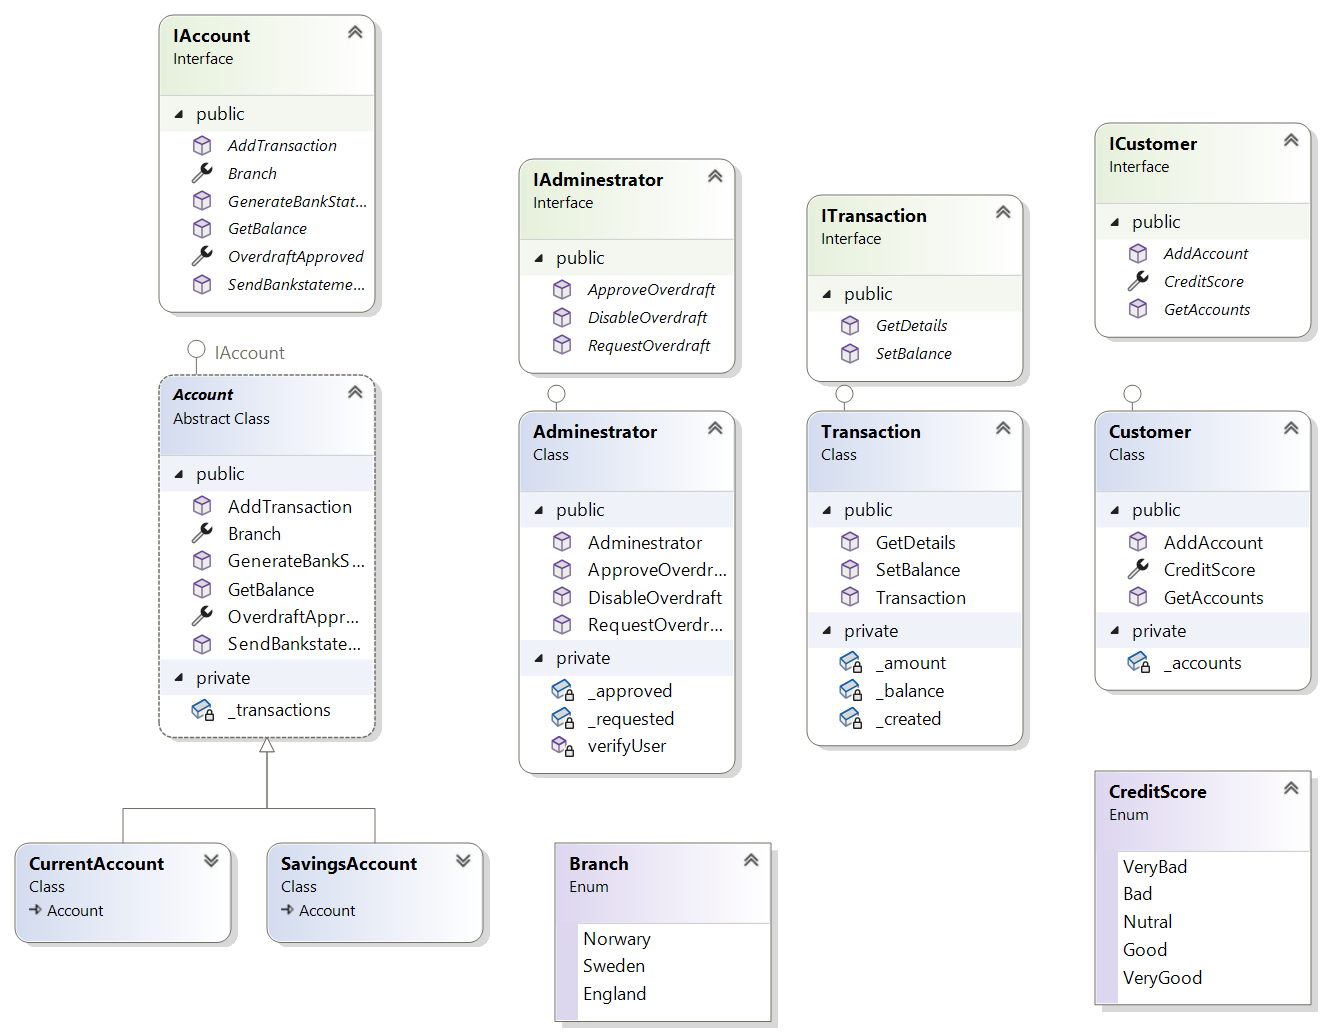 IAccount
Interface
public
AddTransaction
Branch
GenerateBankStat...
GetBalance
OverdraftApproved
SendBankstateme...
IAccount
Account
Abstract Class
public
AddTransaction
Branch
GenerateBankS...
GetBalance
OverdraftAppr...
SendBankstate...
private
_transactions
CurrentAccount
Class
Account
SavingsAccount
Class
Account
IAdminestrator
Interface
public
ApproveOverdraft
DisableOverdraft
RequestOverdraft
Adminestrator
Class
public
Adminestrator
ApproveOverdr...
DisableOverdraft
RequestOverdr...
private
_approved
_requested
verifyUser
Branch
Enum
Norwary
Sweden
England
ITransaction
Interface
public
GetDetails
SetBalance
Transaction
Class
public
GetDetails
SetBalance
Transaction
private
_amount
_balance
_created
ICustomer
Interface
public
AddAccount
CreditScore
GetAccounts
Customer
Class
public
AddAccount
CreditScore
GetAccounts
private
_accounts
CreditScore
Enum
VeryBad
Bad
Nutral
Good
VeryGood